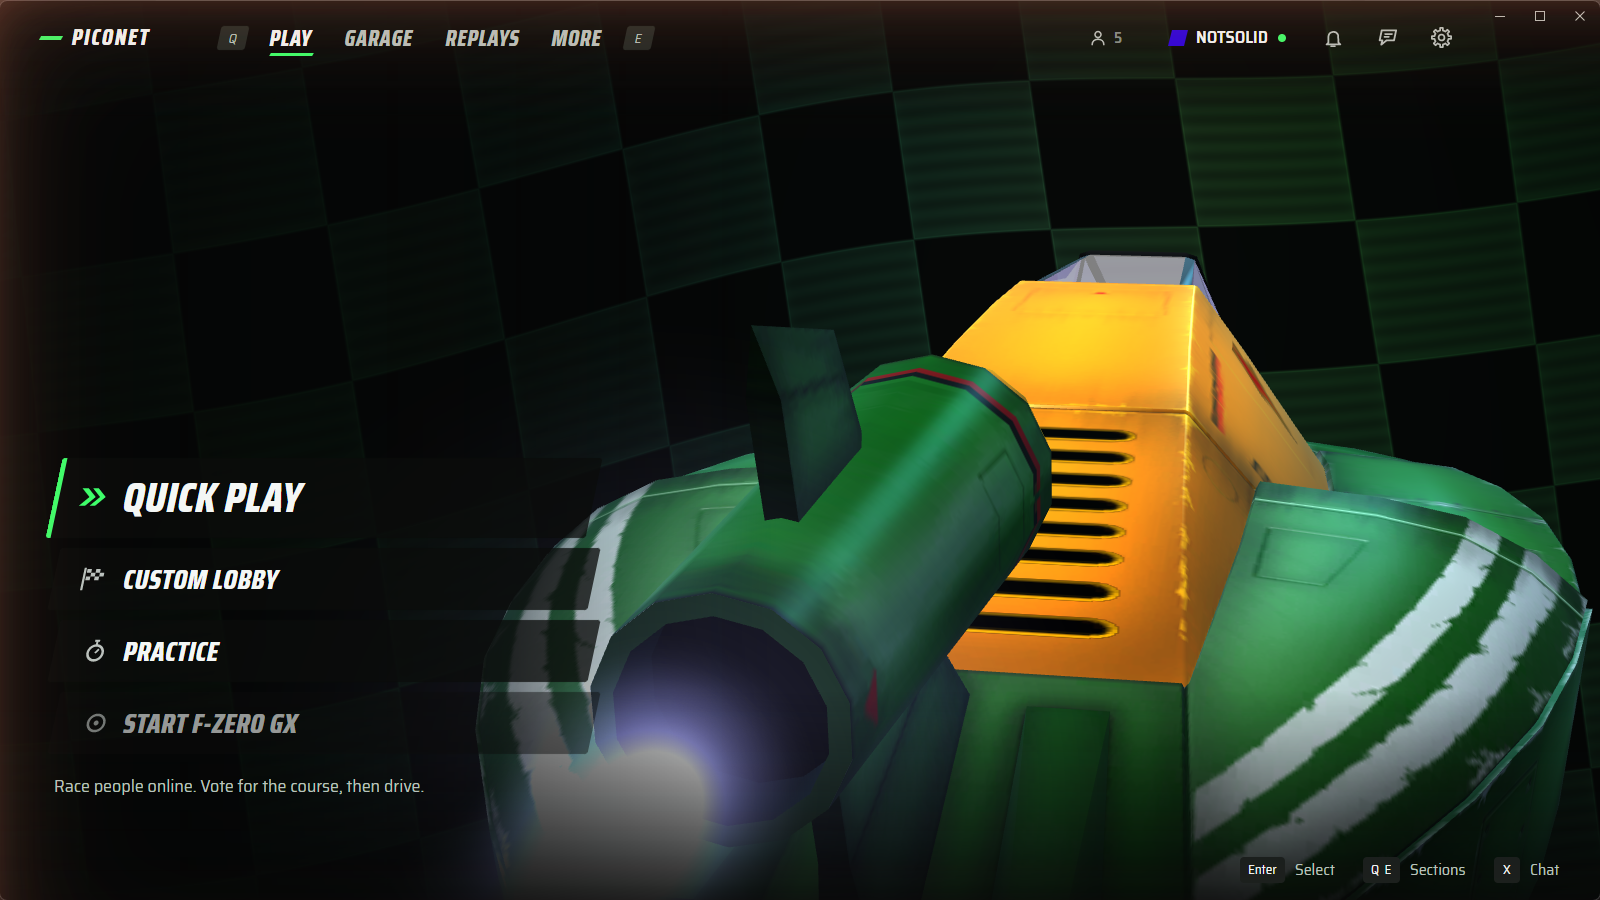 PICONET
Q PLAY GARAGE REPLAYS MORE E
5
NOTSOLID
QUICK PLAY
CUSTOM LOBBY
PRACTICE
START F-ZERO GX
Race people online. Vote for the course, then drive.
Enter Select Q E Sections X Chat